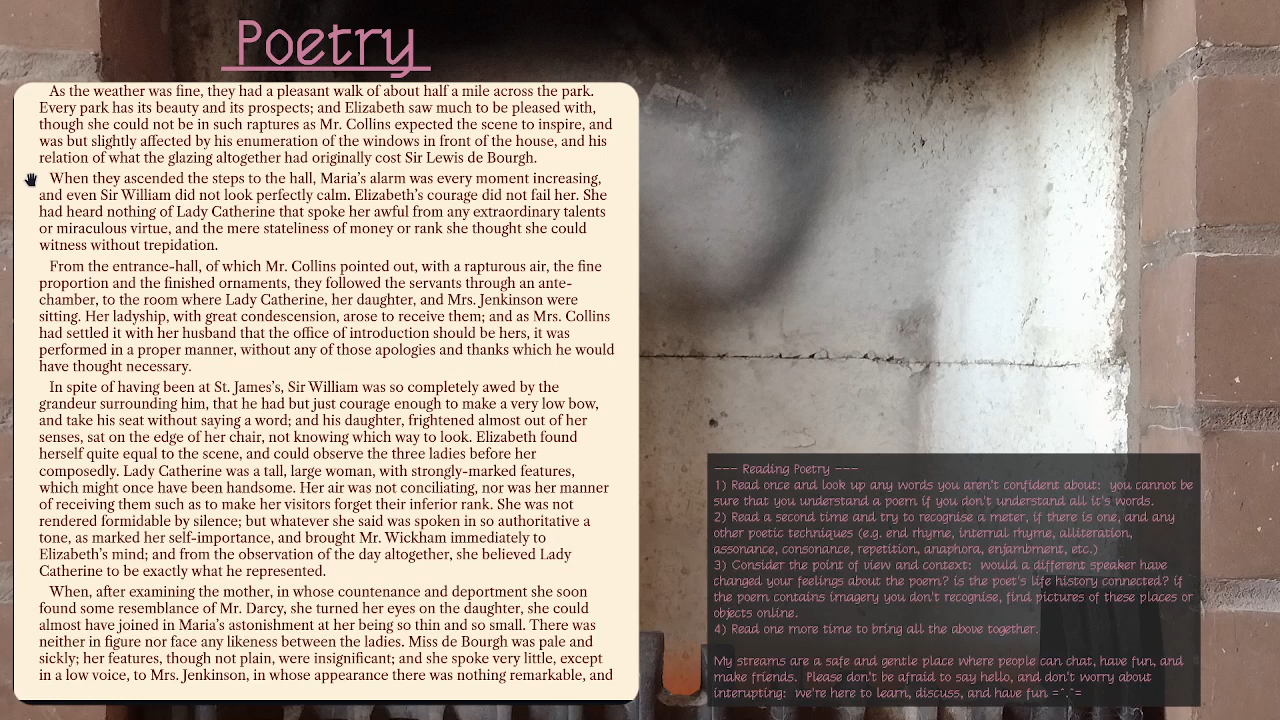 Poetry
As the weather was fine, they had a pleasant walk of about half a mile across the park.
Every park has its beauty and its prospects; and Elizabeth saw much to be pleased with,
though she could not be in such raptures as Mr. Collins expected the scene to inspire, and
was but slightly affected by his enumeration of the windows in front of the house, and his
relation of what the glazing altogether had originally cost Sir Lewis de Bourgh.
When they ascended the steps to the hall, Maria's alarm was every moment increasing,
and even Sir William did not look perfectly calm. Elizabeth's courage did not fail her. She
had heard nothing of Lady Catherine that spoke her awful from any extraordinary talents
or miraculous virtue, and the mere stateliness of money or rank she thought she could
witness without trepidation.
From the entrance-hall, of which Mr. Collins pointed out, with a rapturous air, the fine
proportion and the finished ornaments, they followed the servants through an ante-
chamber, to the room where Lady Catherine, her daughter, and Mrs. Jenkinson were
sitting. Her ladyship, with great condescension, arose to receive them; and as Mrs. Collins
had settled it with her husband that the office of introduction should be hers, it was
performed in a proper manner, without any of those apologies and thanks which he would
have thought necessary.
In spite of having been at St. James's, Sir William was so completely awed by the
grandeur surrounding him, that he had but just courage enough to make a very low bow,
and take his seat without saying a word; and his daughter, frightened almost out of her
senses, sat on the edge of her chair, not knowing which way to look. Elizabeth found
herself quite equal to the scene, and could observe the three ladies before her
composedly. Lady Catherine was a tall, large woman, with strongly-marked features,
which might once have been handsome. Her air was not conciliating, nor was her manner
of receiving them such as to make her visitors forget their inferior rank. She was not
rendered formidable by silence; but whatever she said was spoken in so authoritative a
tone, as marked her self-importance, and brought Mr. Wickham immediately to
Elizabeth's mind; and from the observation of the day altogether, she believed Lady
Catherine to be exactly what he represented.
When, after examining the mother, in whose countenance and deportment she soon
found some resemblance of Mr. Darcy, she turned her eyes on the daughter, she could
almost have joined in Maria's astonishment at her being so thin and so small. There was
neither in figure nor face any likeness between the ladies. Miss de Bourgh was pale and
sickly; her features, though not plain, were insignificant; and she spoke very little, except
in a low voice, to Mrs. Jenkinson, in whose appearance there was nothing remarkable, and
--- Reading Poetry ---
1) Read once and look up any words you aren't confident about: you cannot be
sure that you understand a poem if you don't understand all it's words.
2) Read a second time and try to recognise a meter, if there is one, and any
other poetic techniques (e.g. end rhyme, internal rhyme, alliteration,
assonance, consonance, repetition, anaphora, enjambment, etc.)
3) Consider the point of view and context: would a different speaker have
changed your feelings about the poem? is the poet's life history connected? if
the poem contains imagery you don't recognise, find pictures of these places or
objects online.
4) Read one more time to bring all the above together.
My streams are a safe and gentle place where people can chat, have fun, and
make friends. Please don't be afraid to say hello, and don't worry about
interupting: we're here to learn, discuss, and have fun =^.^=